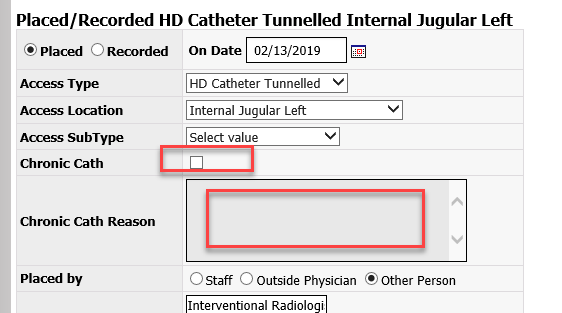 Placed/Recorded HD Catheter Tunnelled Internal Jugular Left
Placed Recorded On Date 02/13/2019
Access Type HD Catheter Tunnelled
Access Location Internal Jugular Left
Access SubType Select value
Chronic Cath
Chronic Cath Reason
Placed by Staff Outside Physician Other Person
Interventional Radiologi